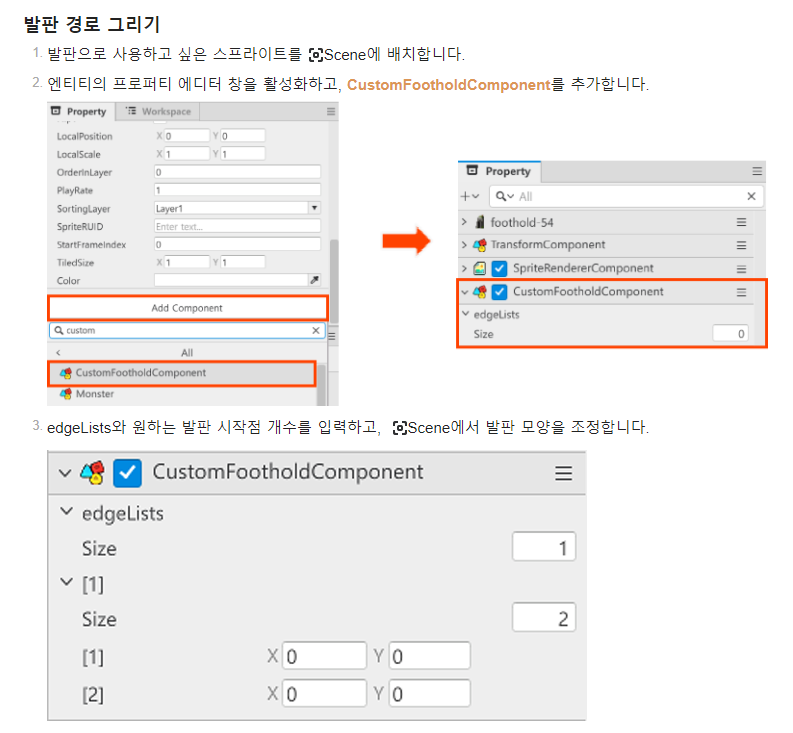 발판 경로 그리기
1. 발판으로 사용하고 싶은 스프라이트를 Scene에 배치합니다.
2. 엔티티의 프로퍼티 에디터 창을 활성화하고, CustomFootholdComponent를 추가합니다.
Property Workspace
LocalPosition X 0 Y 0
LocalScale X 1 Y 1
OrderInLayer 0
PlayRate 1
SortingLayer Layer1
SpriteRUID Enter text...
StartFrameIndex 0
TiledSize X 1 Y 1
Color
Add Component
custom
All
CustomFootholdComponent
Monster
Property
All
foothold-54
TransformComponent
SpriteRendererComponent
CustomFootholdComponent
edgeLists
Size 0
3. edgeLists와 원하는 발판 시작점 개수를 입력하고, Scene에서 발판 모양을 조정합니다.
CustomFootholdComponent
edgeLists
Size 1
[1]
Size 2
[1] X 0 Y 0
[2] X 0 Y 0